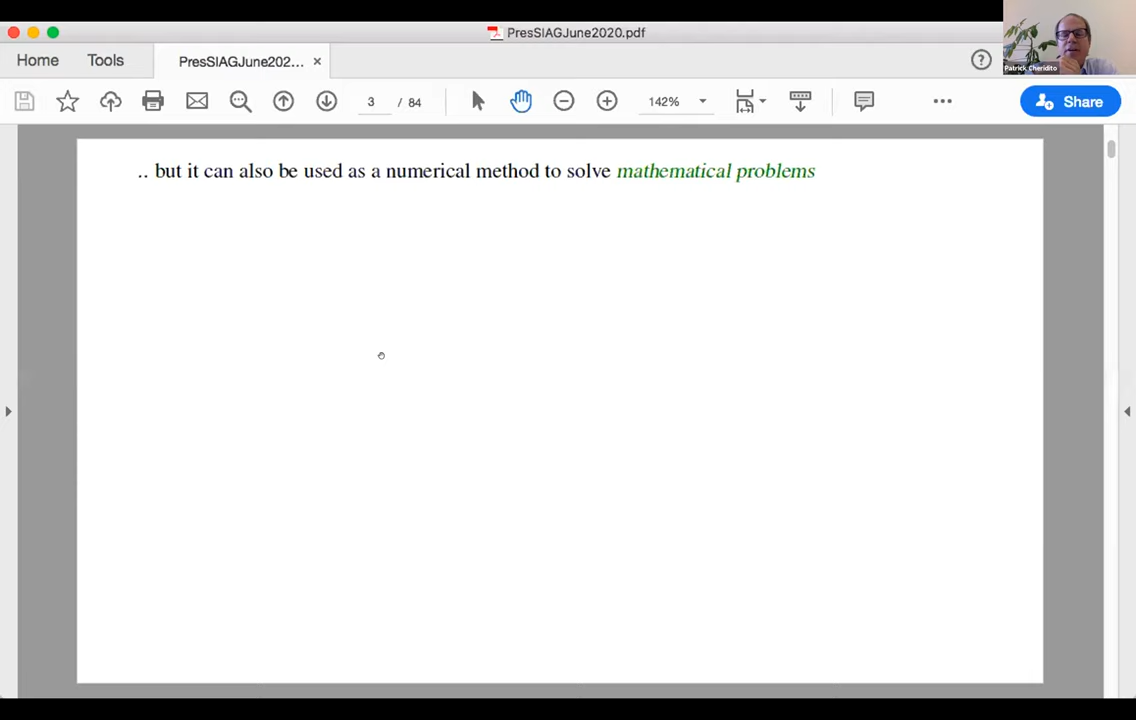 PresSIAGJune2020.pdf
Patrick Cheridito
Home
Tools
PresSIAGJune202...
3 / 84
142%
Share
.. but it can also be used as a numerical method to solve mathematical problems